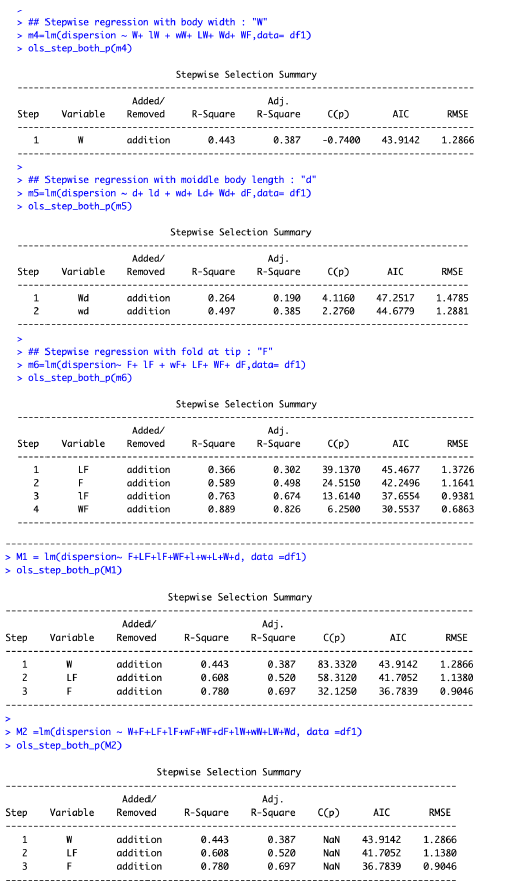 > ## Stepwise regression with body width : "W"
> m4=lm(dispersion ~ W+ lW + wW+ LW+ Wd+ WF,data= df1)
> ols_step_both_p(m4)
Stepwise Selection Summary
---------------------------------------------------------------------------------
Added/ Adj.
Step Variable Removed R-Square R-Square C(p) AIC RMSE
---------------------------------------------------------------------------------
1 W addition 0.443 0.387 -0.7400 43.9142 1.2866
---------------------------------------------------------------------------------
>
> ## Stepwise regression with moiddle body length : "d"
> m5=lm(dispersion ~ d+ ld + wd+ Ld+ Wd+ dF,data= df1)
> ols_step_both_p(m5)
Stepwise Selection Summary
---------------------------------------------------------------------------------
Added/ Adj.
Step Variable Removed R-Square R-Square C(p) AIC RMSE
---------------------------------------------------------------------------------
1 Wd addition 0.264 0.190 4.1160 47.2517 1.4785
2 wd addition 0.497 0.385 2.2760 44.6779 1.2881
---------------------------------------------------------------------------------
>
> ## Stepwise regression with fold at tip : "F"
> m6=lm(dispersion~ F+ lF + wF+ LF+ WF+ dF,data= df1)
> ols_step_both_p(m6)
Stepwise Selection Summary
---------------------------------------------------------------------------------
Added/ Adj.
Step Variable Removed R-Square R-Square C(p) AIC RMSE
---------------------------------------------------------------------------------
1 LF addition 0.366 0.302 39.1370 45.4677 1.3726
2 F addition 0.589 0.498 24.5150 42.2496 1.1641
3 lF addition 0.763 0.674 13.6140 37.6554 0.9381
4 WF addition 0.889 0.826 6.2500 30.5537 0.6863
---------------------------------------------------------------------------------
---------------------------------------------------------------------------------
> M1 = lm(dispersion~ F+LF+lF+WF+l+w+L+W+d, data =df1)
> ols_step_both_p(M1)
Stepwise Selection Summary
---------------------------------------------------------------------------------
Added/ Adj.
Step Variable Removed R-Square R-Square C(p) AIC RMSE
---------------------------------------------------------------------------------
1 W addition 0.443 0.387 83.3320 43.9142 1.2866
2 LF addition 0.608 0.520 58.3120 41.7052 1.1380
3 F addition 0.780 0.697 32.1250 36.7839 0.9046
---------------------------------------------------------------------------------
>
> M2 =lm(dispersion ~ W+F+LF+lF+wF+WF+dF+lW+wW+LW+Wd, data =df1)
> ols_step_both_p(M2)
Stepwise Selection Summary
---------------------------------------------------------------------------------
Added/ Adj.
Step Variable Removed R-Square R-Square C(p) AIC RMSE
---------------------------------------------------------------------------------
1 W addition 0.443 0.387 NaN 43.9142 1.2866
2 LF addition 0.608 0.520 NaN 41.7052 1.1380
3 F addition 0.780 0.697 NaN 36.7839 0.9046
---------------------------------------------------------------------------------